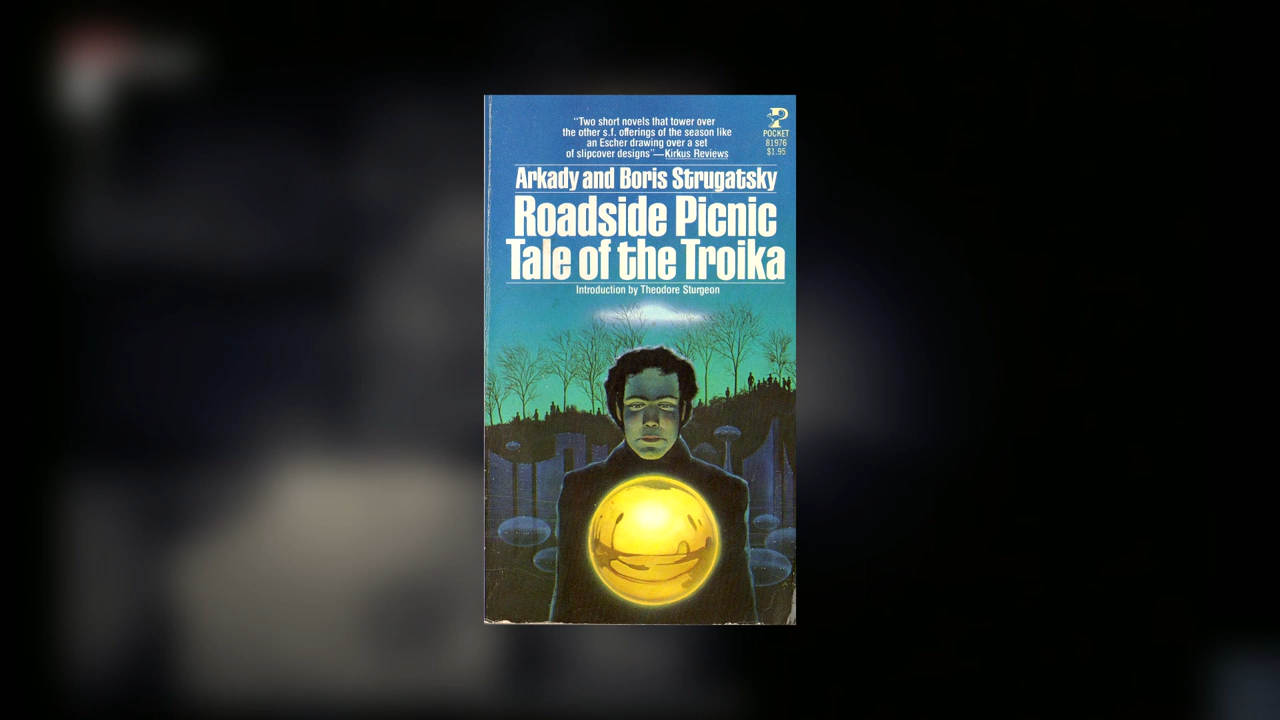 "Two short novels that tower over
the other s.f. offerings of the season like
an Escher drawing over a set
of slipcover designs"—Kirkus Reviews
P
POCKET
81976
$1.95
Arkady and Boris Strugatsky
Roadside Picnic
Tale of the Troika
Introduction by Theodore Sturgeon